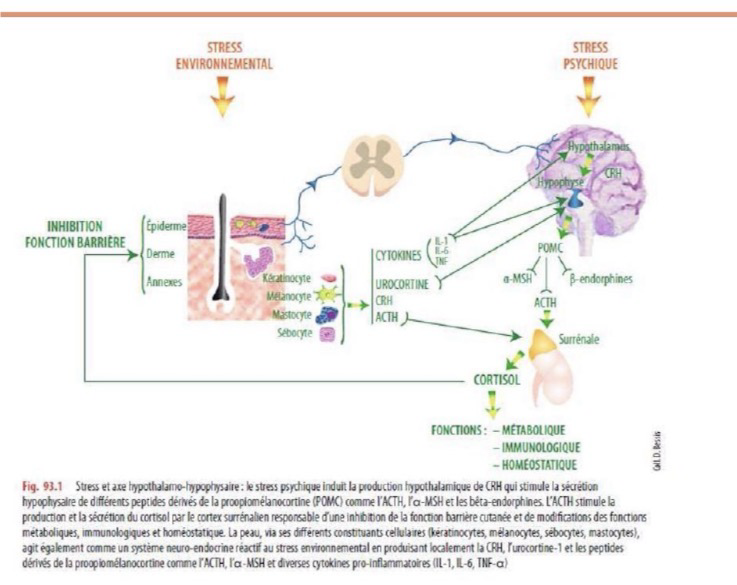 STRESS
ENVIRONNEMENTAL
STRESS
PSYCHIQUE
Hypothalamus
CRH
Hypophyse
INHIBITION
FONCTION BARRIÈRE
Épiderme
Derme
Annexes
Kératinocyte
Mélanocyte
Mastocyte
Sébocyte
CYTOKINES
IL-1
IL-6
TNF
UROCORTINE
CRH
ACTH
POMC
α-MSH
β-endorphines
ACTH
Surrénale
CORTISOL
FONCTIONS : – MÉTABOLIQUE
– IMMUNOLOGIQUE
– HOMÉOSTATIQUE
Fig. 93.1 Stress et axe hypothalamo-hypophysaire : le stress psychique induit la production hypothalamique de CRH qui stimule la sécrétion
hypophysaire de différents peptides dérivés de la proopiomélanocortine (POMC) comme l'ACTH, l'α-MSH et les bêta-endorphines. L'ACTH stimule la
production et la sécrétion du cortisol par le cortex surrénalien responsable d'une inhibition de la fonction barrière cutanée et de modifications des fonctions
métaboliques, immunologiques et homéostatique. La peau, via ses différents constituants cellulaires (kératinocytes, mélanocytes, sébocytes, mastocytes),
agit également comme un système neuro-endocrine réactif au stress environnemental en produisant localement la CRH, l'urocortine-1 et les peptides
dérivés de la proopiomélanocortine comme l'ACTH, l'α-MSH et diverses cytokines pro-inflammatoires (IL-1, IL-6, TNF-α)